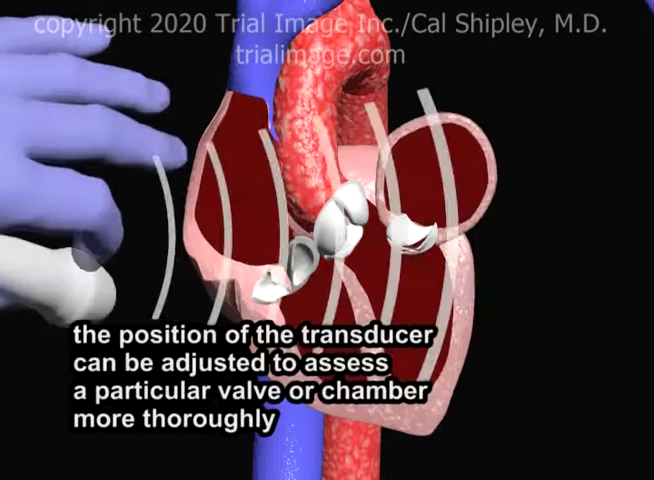 copyright 2020 Trial Image Inc./Cal Shipley, M.D.
trialimage.com
the position of the transducer
can be adjusted to assess
a particular valve or chamber
more thoroughly